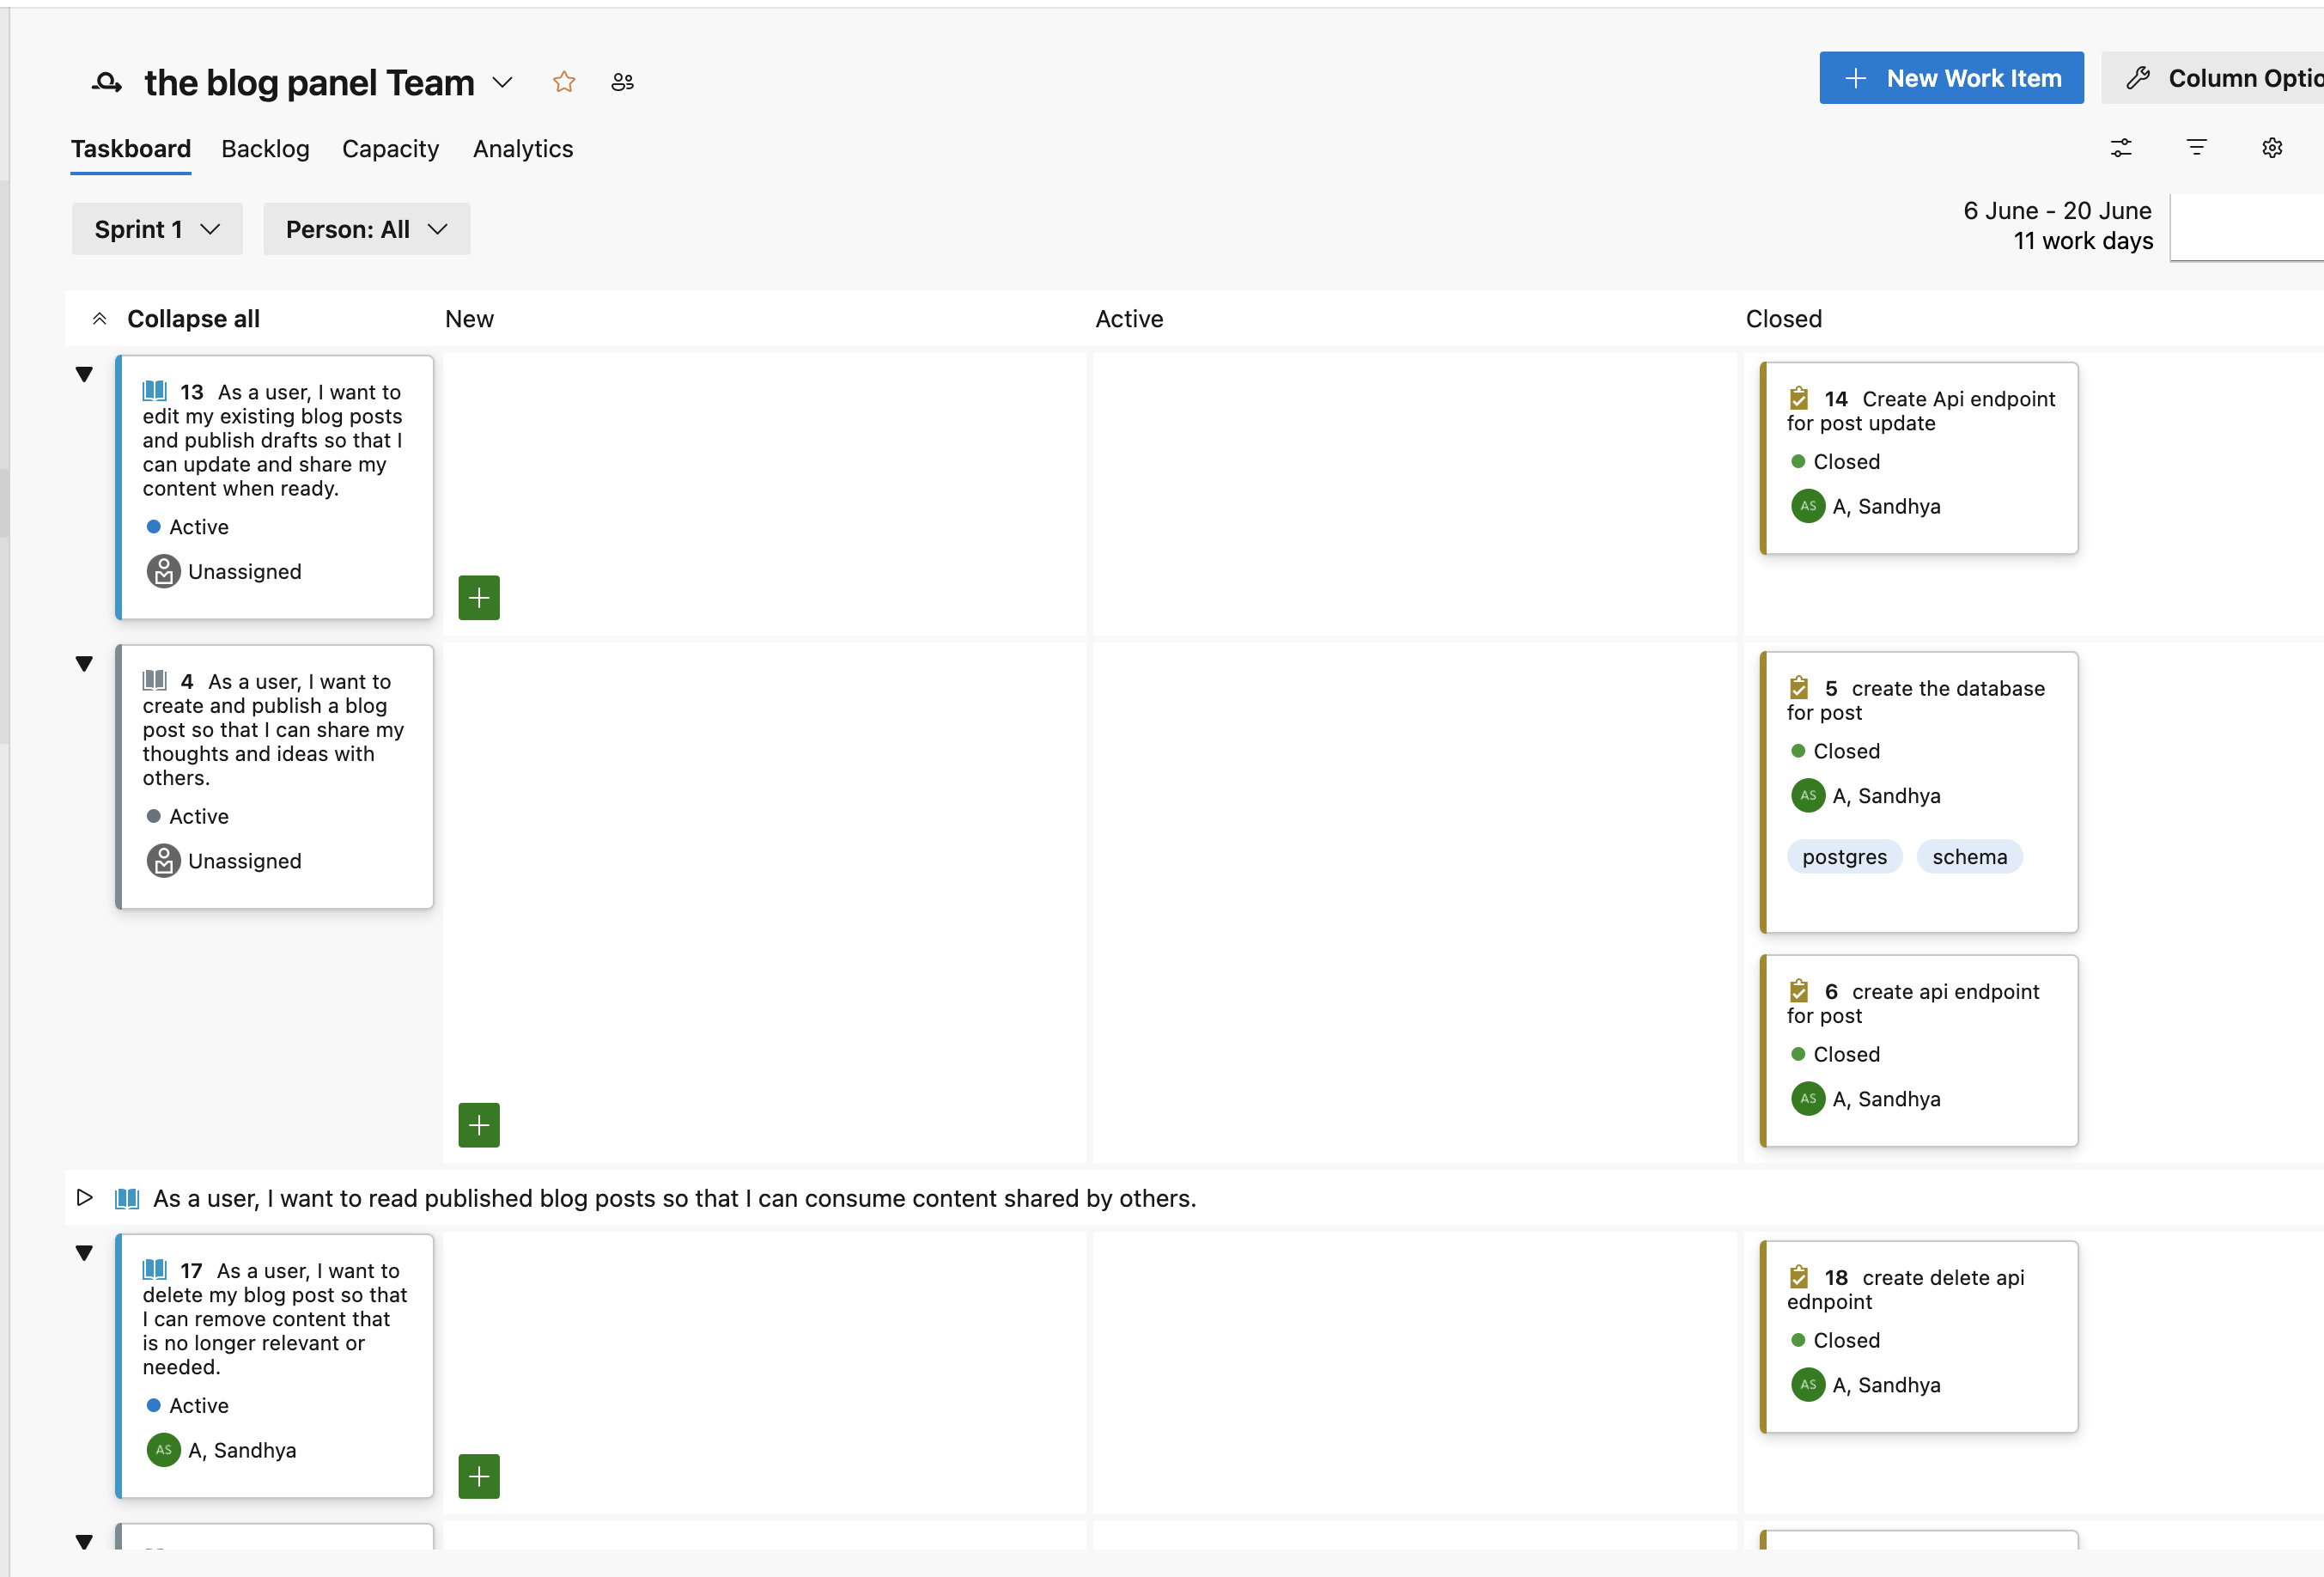 the blog panel Team
New Work Item
Column Optio
Taskboard Backlog Capacity Analytics
Sprint 1
Person: All
6 June - 20 June
11 work days
Collapse all
New
Active
Closed
13 As a user, I want to
edit my existing blog posts
and publish drafts so that I
can update and share my
content when ready.
Active
Unassigned
14 Create Api endpoint
for post update
Closed
AS A, Sandhya
4 As a user, I want to
create and publish a blog
post so that I can share my
thoughts and ideas with
others.
Active
Unassigned
5 create the database
for post
Closed
AS A, Sandhya
postgres schema
6 create api endpoint
for post
Closed
AS A, Sandhya
As a user, I want to read published blog posts so that I can consume content shared by others.
17 As a user, I want to
delete my blog post so that
I can remove content that
is no longer relevant or
needed.
Active
AS A, Sandhya
18 create delete api
ednpoint
Closed
AS A, Sandhya